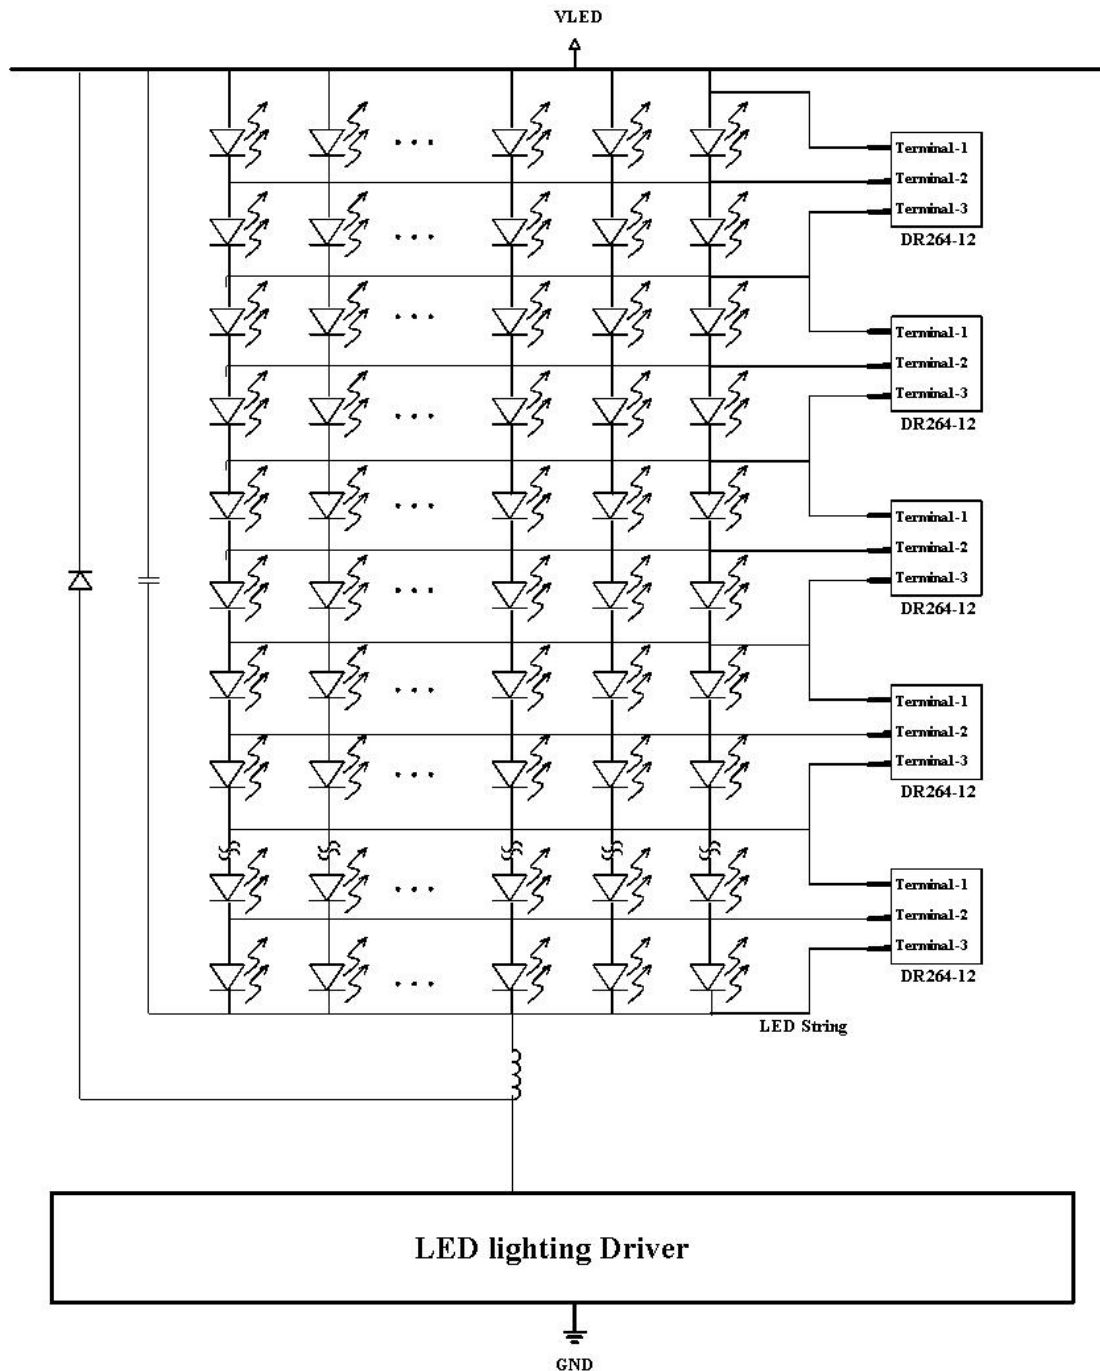 VLED
Terminal-1
Terminal-2
Terminal-3
DR264-12
Terminal-1
Terminal-2
Terminal-3
DR264-12
Terminal-1
Terminal-2
Terminal-3
DR264-12
Terminal-1
Terminal-2
Terminal-3
DR264-12
Terminal-1
Terminal-2
Terminal-3
DR264-12
LED String
LED lighting Driver
GND